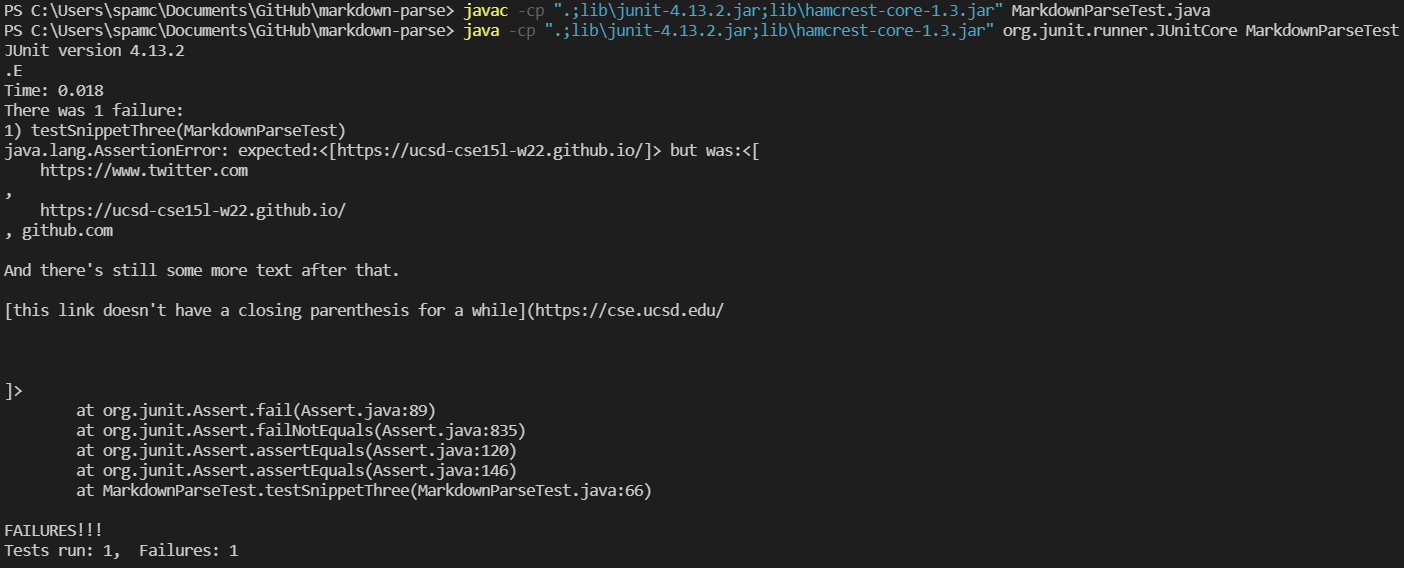 PS C:\Users\spamc\Documents\GitHub\markdown-parse> javac -cp ".;lib\junit-4.13.2.jar;lib\hamcrest-core-1.3.jar" MarkdownParseTest.java
PS C:\Users\spamc\Documents\GitHub\markdown-parse> java -cp ".;lib\junit-4.13.2.jar;lib\hamcrest-core-1.3.jar" org.junit.runner.JUnitCore MarkdownParseTest
JUnit version 4.13.2
.E
Time: 0.018
There was 1 failure:
1) testSnippetThree(MarkdownParseTest)
java.lang.AssertionError: expected:<[https://ucsd-cse15l-w22.github.io/]> but was:<[
    https://www.twitter.com
,
    https://ucsd-cse15l-w22.github.io/
, github.com

And there's still some more text after that.

[this link doesn't have a closing parenthesis for a while](https://cse.ucsd.edu/



]>
        at org.junit.Assert.fail(Assert.java:89)
        at org.junit.Assert.failNotEquals(Assert.java:835)
        at org.junit.Assert.assertEquals(Assert.java:120)
        at org.junit.Assert.assertEquals(Assert.java:146)
        at MarkdownParseTest.testSnippetThree(MarkdownParseTest.java:66)

FAILURES!!!
Tests run: 1,  Failures: 1